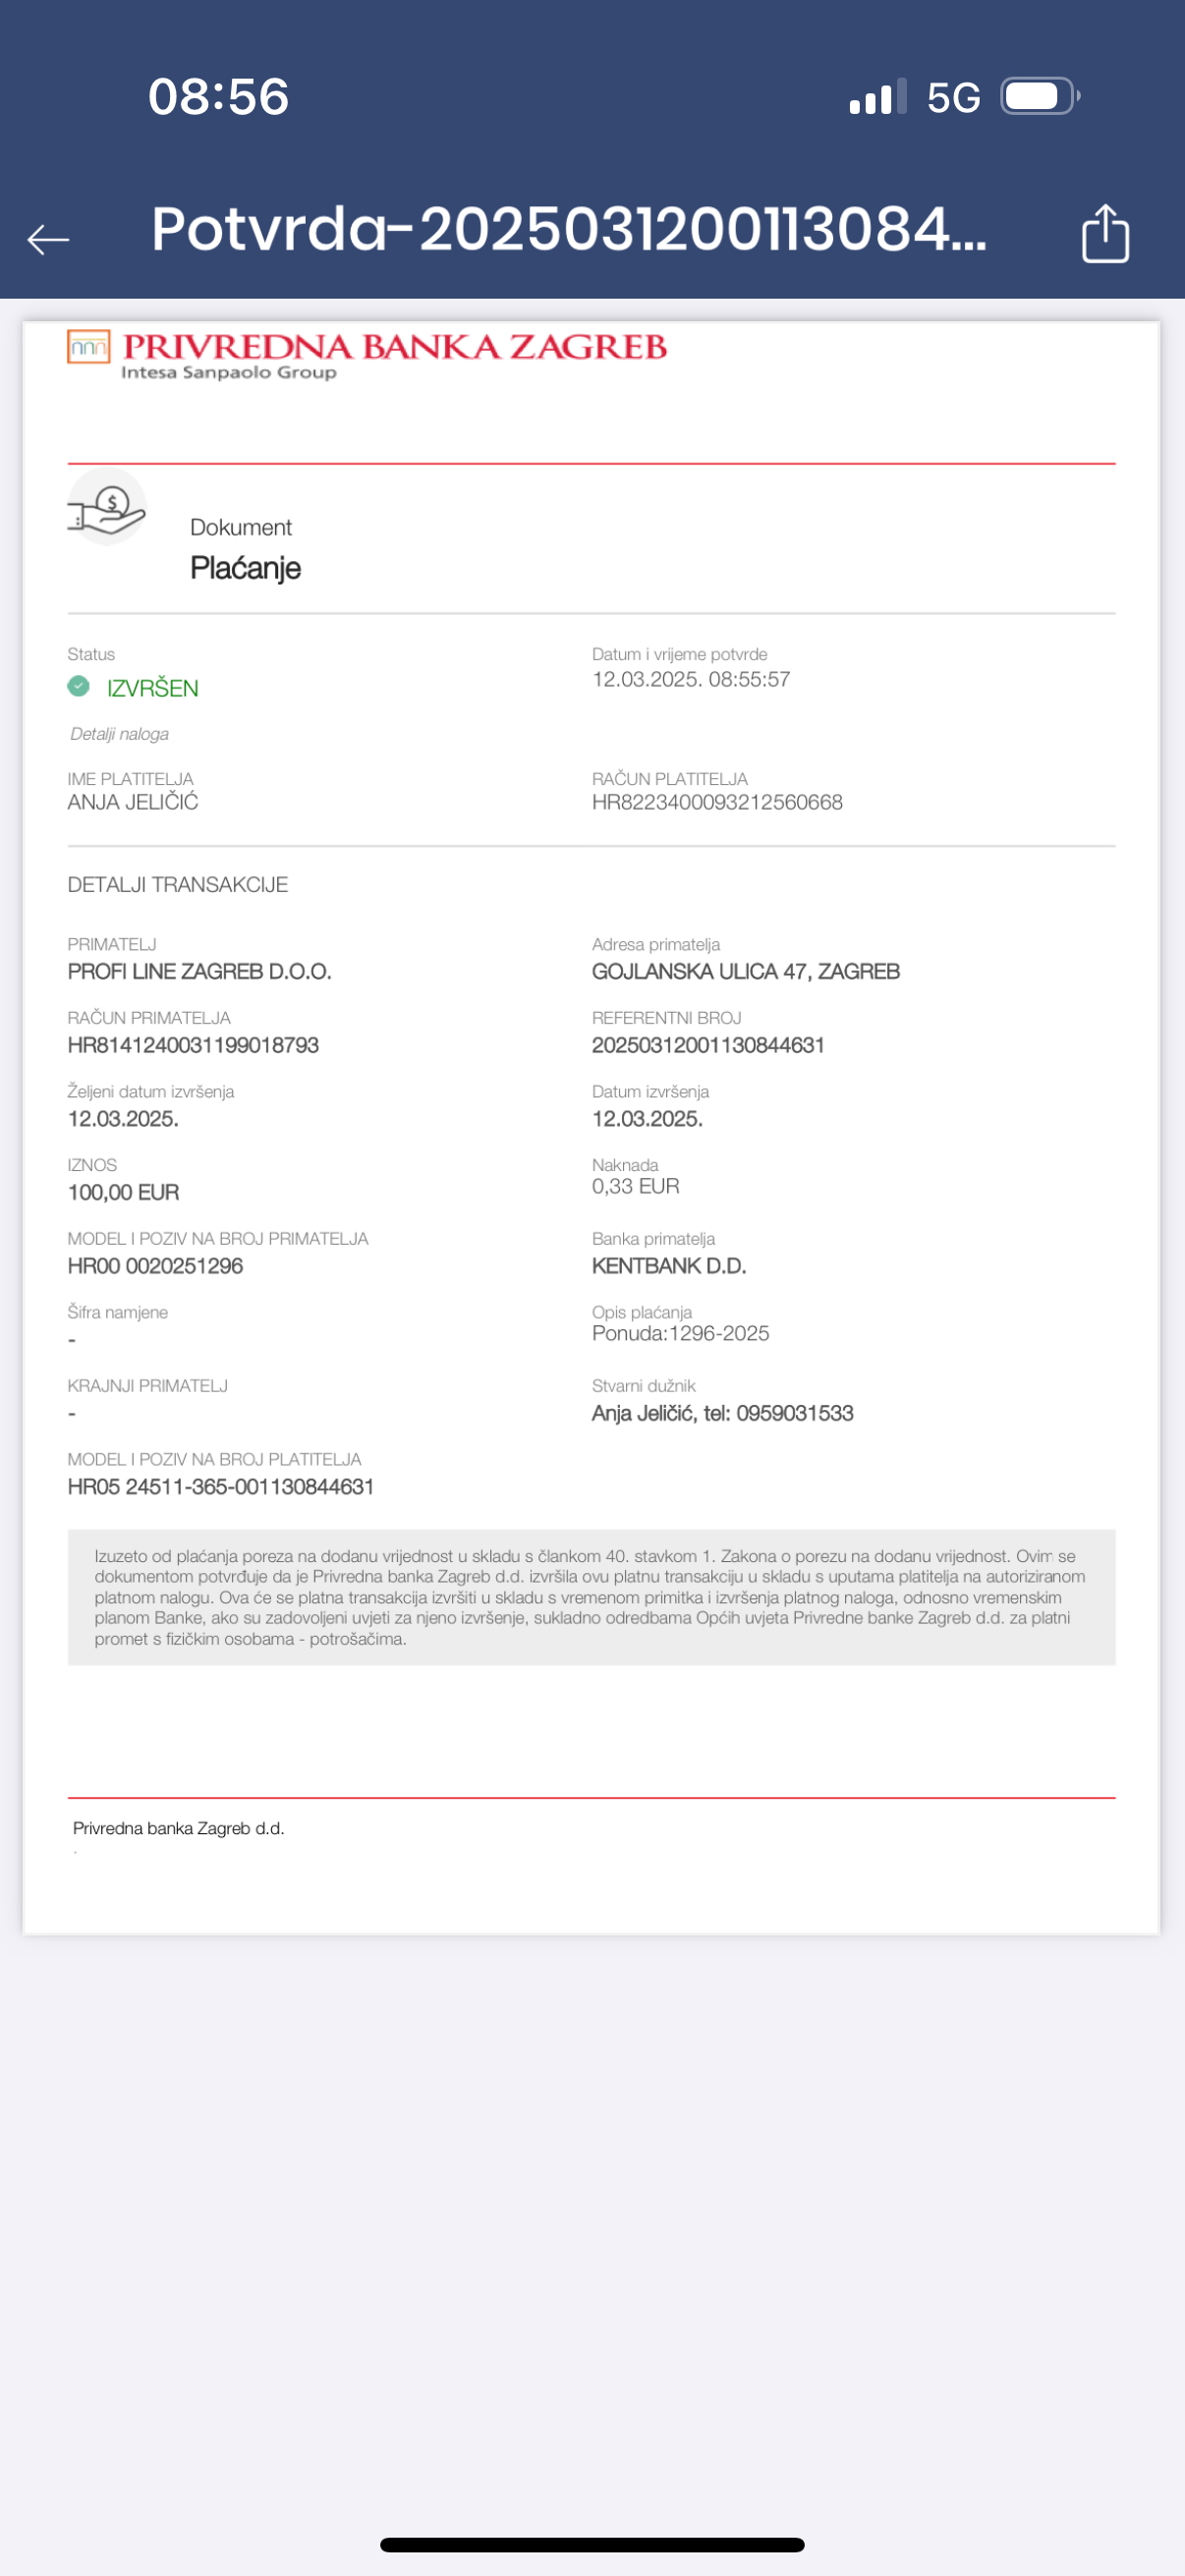 08:56
5G
Potvrda-2025031200113084...
PRIVREDNA BANKA ZAGREB
Intesa Sanpaolo Group
Dokument
Plaćanje
Status
Datum i vrijeme potvrde
IZVRŠEN
12.03.2025. 08:55:57
Detalji naloga
IME PLATITELJA
RAČUN PLATITELJA
ANJA JELIČIĆ
HR8223400093212560668
DETALJI TRANSAKCIJE
PRIMATELJ
Adresa primatelja
PROFI LINE ZAGREB D.O.O.
GOJLANSKA ULICA 47, ZAGREB
RAČUN PRIMATELJA
REFERENTNI BROJ
HR8141240031199018793
20250312001130844631
Željeni datum izvršenja
Datum izvršenja
12.03.2025.
12.03.2025.
IZNOS
Naknada
100,00 EUR
0,33 EUR
MODEL I POZIV NA BROJ PRIMATELJA
Banka primatelja
HR00 0020251296
KENTBANK D.D.
Šifra namjene
Opis plaćanja
-
Ponuda:1296-2025
KRAJNJI PRIMATELJ
Stvarni dužnik
-
Anja Jeličić, tel: 0959031533
MODEL I POZIV NA BROJ PLATITELJA
HR05 24511-365-001130844631
Izuzeto od plaćanja poreza na dodanu vrijednost u skladu s člankom 40. stavkom 1. Zakona o porezu na dodanu vrijednost. Ovim se
dokumentom potvrđuje da je Privredna banka Zagreb d.d. izvršila ovu platnu transakciju u skladu s uputama platitelja na autoriziranom
platnom nalogu. Ova će se platna transakcija izvršiti u skladu s vremenom primitka i izvršenja platnog naloga, odnosno vremenskim
planom Banke, ako su zadovoljeni uvjeti za njeno izvršenje, sukladno odredbama Općih uvjeta Privredne banke Zagreb d.d. za platni
promet s fizičkim osobama - potrošačima.
Privredna banka Zagreb d.d.
.